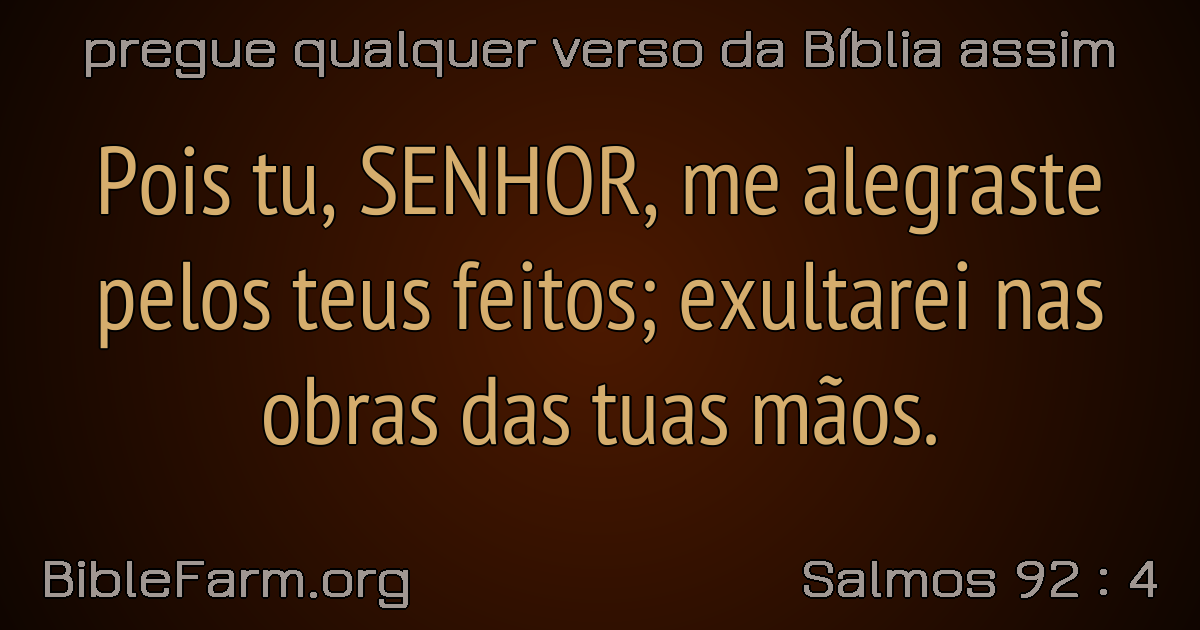 pregue qualquer verso da Bíblia assim
Pois tu, SENHOR, me alegraste
pelos teus feitos; exultarei nas
obras das tuas mãos.
BibleFarm.org
Salmos 92 : 4